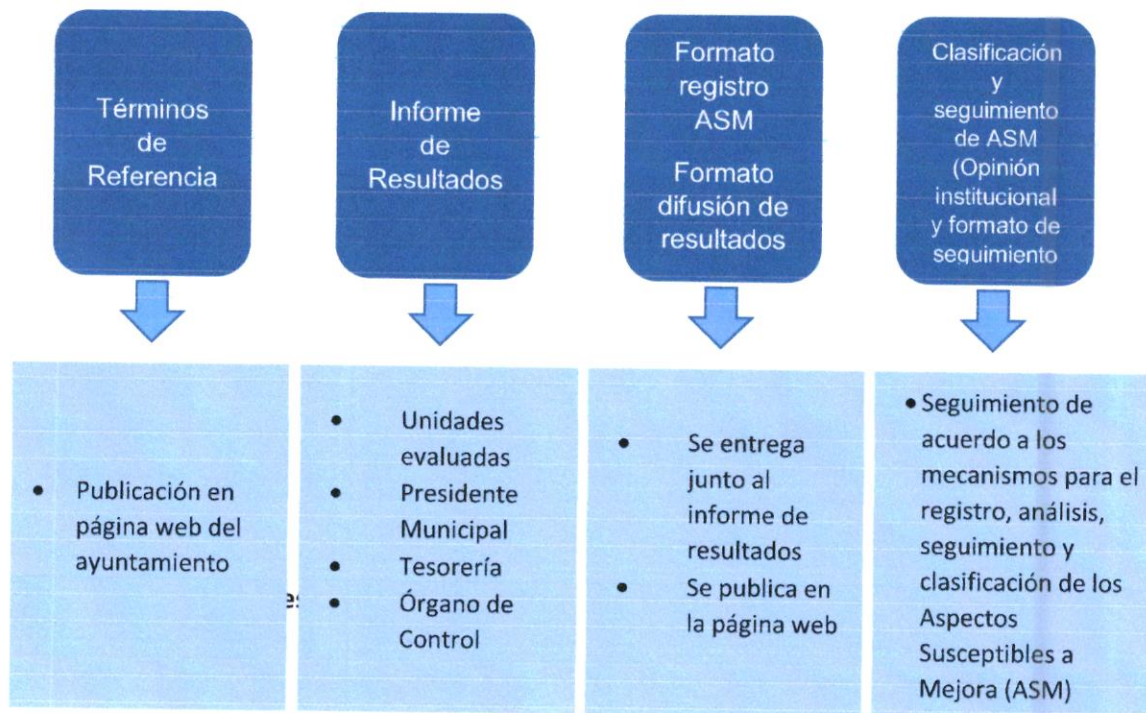 Términos
de
Referencia
Informe
de
Resultados
Formato
registro
ASM
Formato
difusión de
resultados
Clasificación
y
seguimiento
de ASM
(Opinión
institucional
y formato de
seguimiento
• Publicación en
página web del
ayuntamiento
es
• Unidades
evaluadas
• Presidente
Municipal
• Tesorería
• Órgano de
Control
• Se entrega
junto al
informe de
resultados
• Se publica en
la página web
• Seguimiento de
acuerdo a los
mecanismos para el
registro, análisis,
seguimiento y
clasificación de los
Aspectos
Susceptibles a
Mejora (ASM)